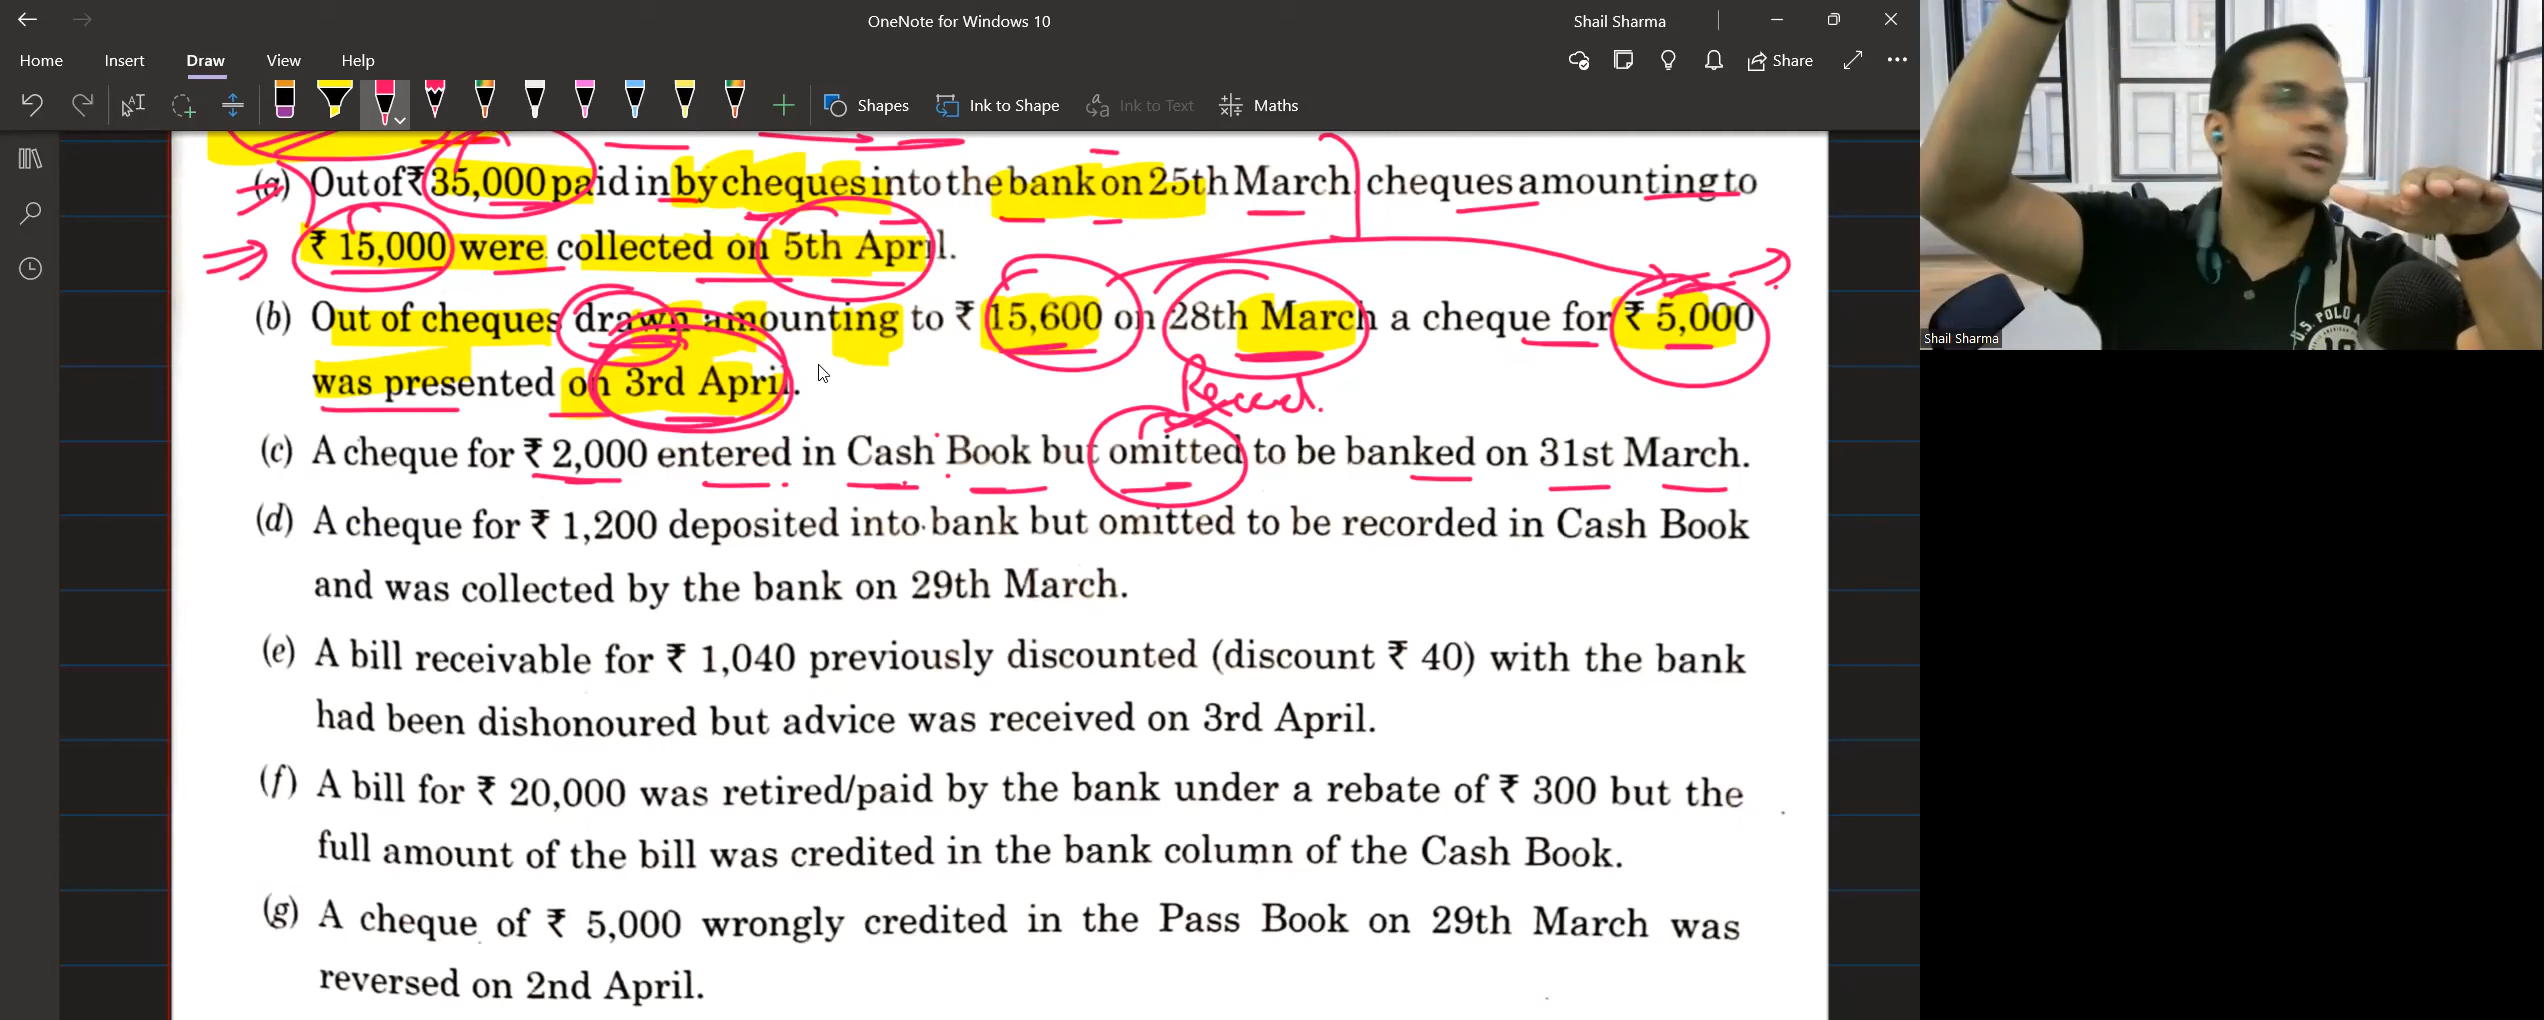 OneNote for Windows 10
Shail Sharma
Home Insert Draw View Help
Share
Shapes
Ink to Shape
Ink to Text
Maths
(a) Out of ₹ 35,000 paid in by cheques into the bank on 25th March, cheques amounting to
₹ 15,000 were collected on 5th April.
(b) Out of cheques drawn amounting to ₹ 15,600 on 28th March a cheque for ₹ 5,000
was presented on 3rd April.
Record.
(c) A cheque for ₹ 2,000 entered in Cash Book but omitted to be banked on 31st March.
(d) A cheque for ₹ 1,200 deposited into bank but omitted to be recorded in Cash Book
and was collected by the bank on 29th March.
(e) A bill receivable for ₹ 1,040 previously discounted (discount ₹ 40) with the bank
had been dishonoured but advice was received on 3rd April.
(f) A bill for ₹ 20,000 was retired/paid by the bank under a rebate of ₹ 300 but the
full amount of the bill was credited in the bank column of the Cash Book.
(g) A cheque of ₹ 5,000 wrongly credited in the Pass Book on 29th March was
reversed on 2nd April.
U.S. POLO A
Shail Sharma